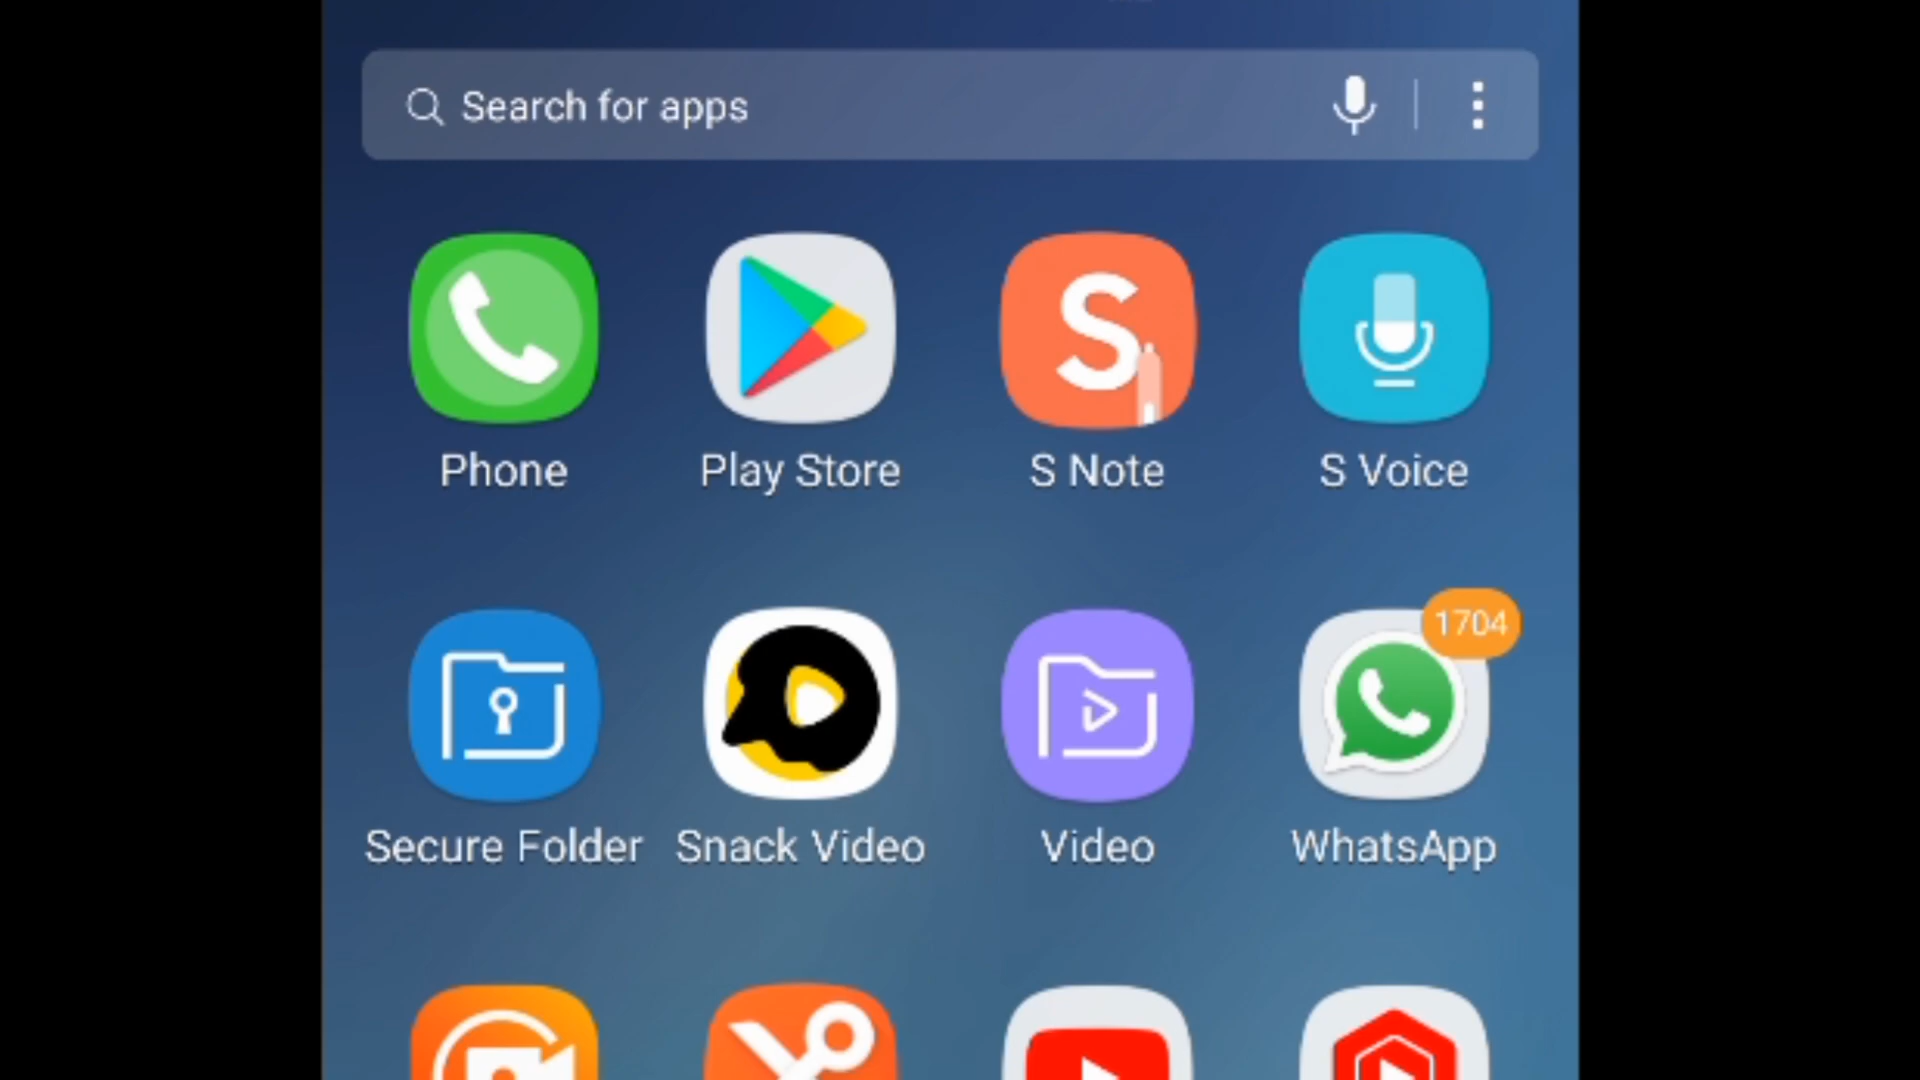 Search for apps
Phone
Play Store
S Note
S Voice
1704
Secure Folder
Snack Video
Video
WhatsApp